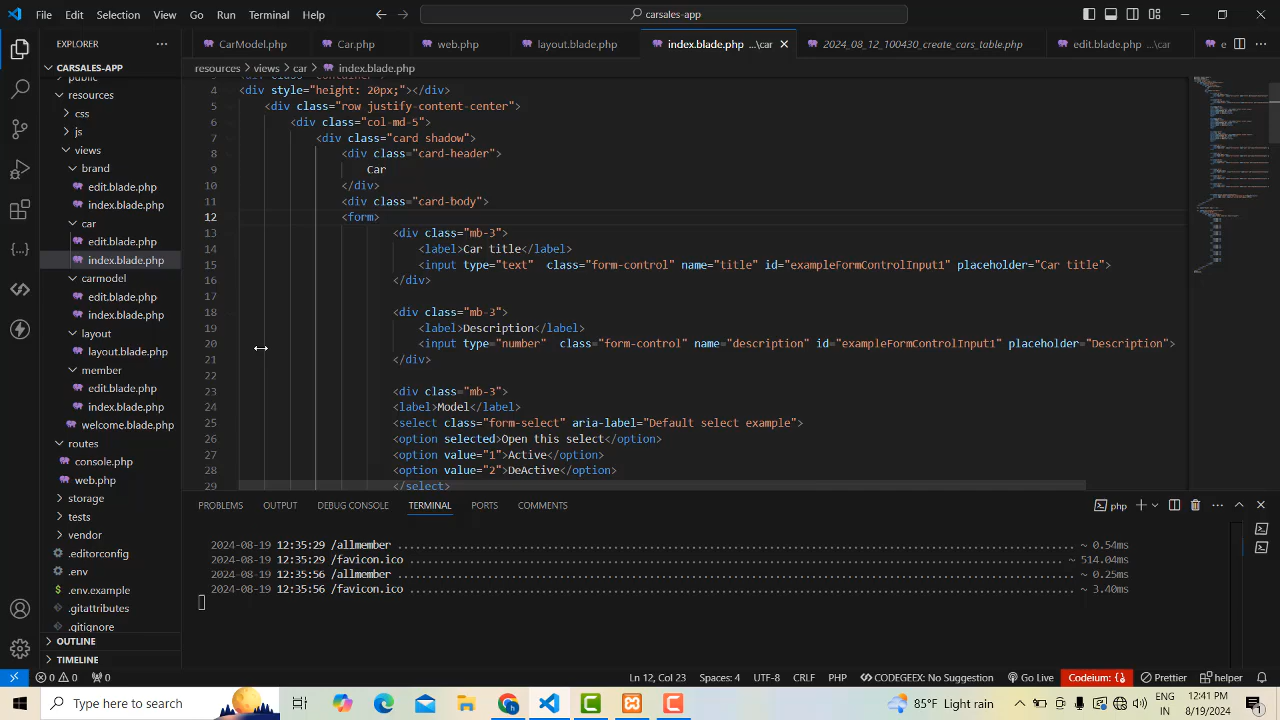 File Edit Selection View Go Run Terminal Help carsales-app
EXPLORER
CarModel.php Car.php web.php layout.blade.php index.blade.php ...\car 2024_08_12_100430_create_cars_table.php edit.blade.php ...\car e
CARSALES-APP
resources > views > car > index.blade.php
public
resources
css
js
views
brand
edit.blade.php
index.blade.php
car
edit.blade.php
index.blade.php
carmodel
edit.blade.php
index.blade.php
layout
layout.blade.php
member
edit.blade.php
index.blade.php
welcome.blade.php
routes
console.php
web.php
storage
tests
vendor
.editorconfig
.env
.env.example
.gitattributes
.gitignore
OUTLINE
TIMELINE
4 <div style="height: 20px;"></div>
5 <div class="row justify-content-center">
6 <div class="col-md-5">
7 <div class="card shadow">
8 <div class="card-header">
9 Car
10 </div>
11 <div class="card-body">
12 <form>
13 <div class="mb-3">
14 <label>Car title</label>
15 <input type="text" class="form-control" name="title" id="exampleFormControlInput1" placeholder="Car title">
16 </div>
17
18 <div class="mb-3">
19 <label>Description</label>
20 <input type="number" class="form-control" name="description" id="exampleFormControlInput1" placeholder="Description">
21 </div>
22
23 <div class="mb-3">
24 <label>Model</label>
25 <select class="form-select" aria-label="Default select example">
26 <option selected>Open this select</option>
27 <option value="1">Active</option>
28 <option value="2">DeActive</option>
29 </select>
PROBLEMS OUTPUT DEBUG CONSOLE TERMINAL PORTS COMMENTS php
2024-08-19 12:35:29 /allmember ........ ~ 0.54ms
2024-08-19 12:35:29 /favicon.ico ........ ~ 514.04ms
2024-08-19 12:35:56 /allmember ........ ~ 0.25ms
2024-08-19 12:35:56 /favicon.ico ........ ~ 3.40ms
0 0 0 Ln 12, Col 23 Spaces: 4 UTF-8 CRLF PHP CODEGEX: No Suggestion Go Live Codeium: {} Prettier helper
Type here to search 85°F Light rain ENG 12:41 PM
IN 8/19/2024